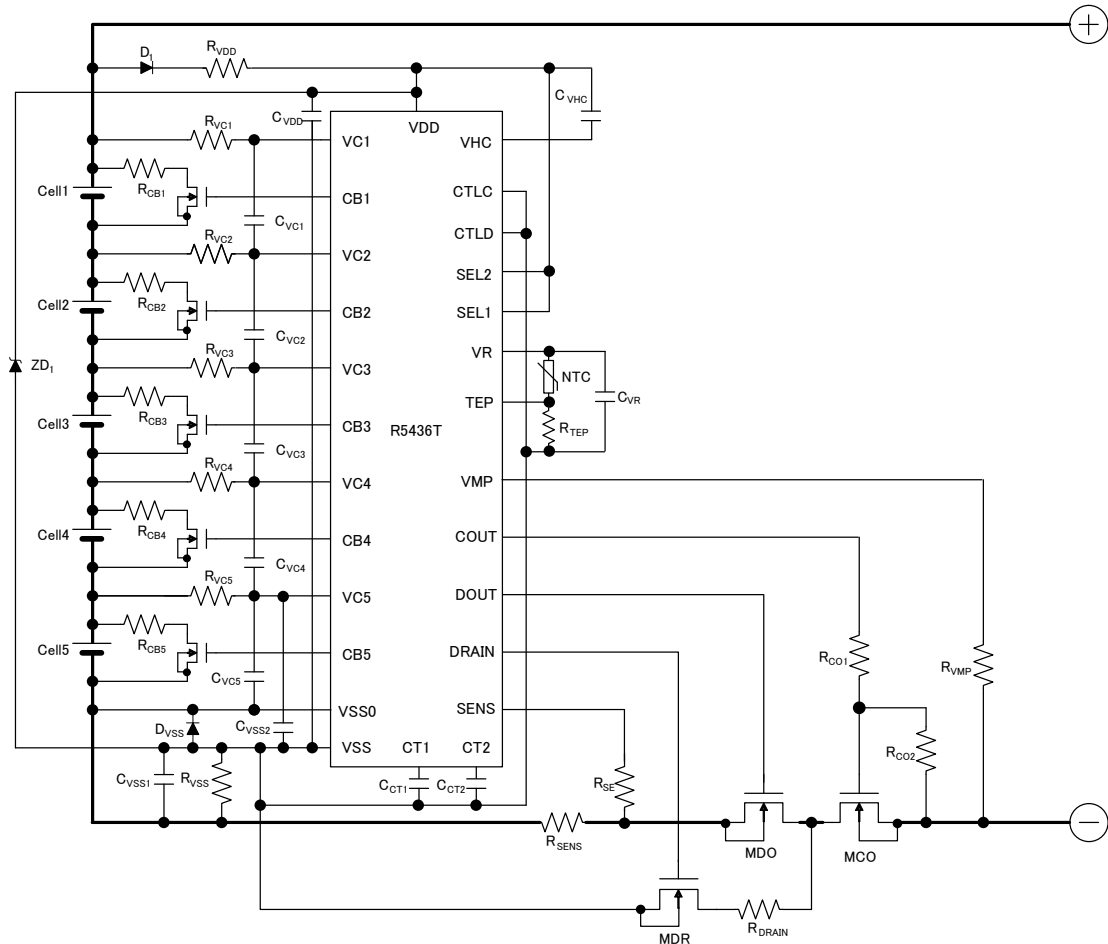 +
D1
RVDD
CVDD
CVHC
VDD
RVC1
VC1
VHC
Cell1
RCB1
CB1
CTLC
CVC1
CTLD
RVC2
VC2
SEL2
Cell2
RCB2
CB2
SEL1
CVC2
RVC3
VC3
VR
ZD1
NTC
CVR
TEP
RTEP
Cell3
RCB3
CB3
R5436T
CVC3
RVC4
VC4
VMP
Cell4
RCB4
CB4
COUT
CVC4
RVC5
VC5
DOUT
Cell5
RCB5
CB5
DRAIN
RCO1
RVMP
CVC5
VSS0
SENS
DVSS
CVSS2
VSS
CT1
CT2
RCO2
CVSS1
RVSS
CCT1
CCT2
RSE
−
RSENS
MDO
MCO
RDRAIN
MDR